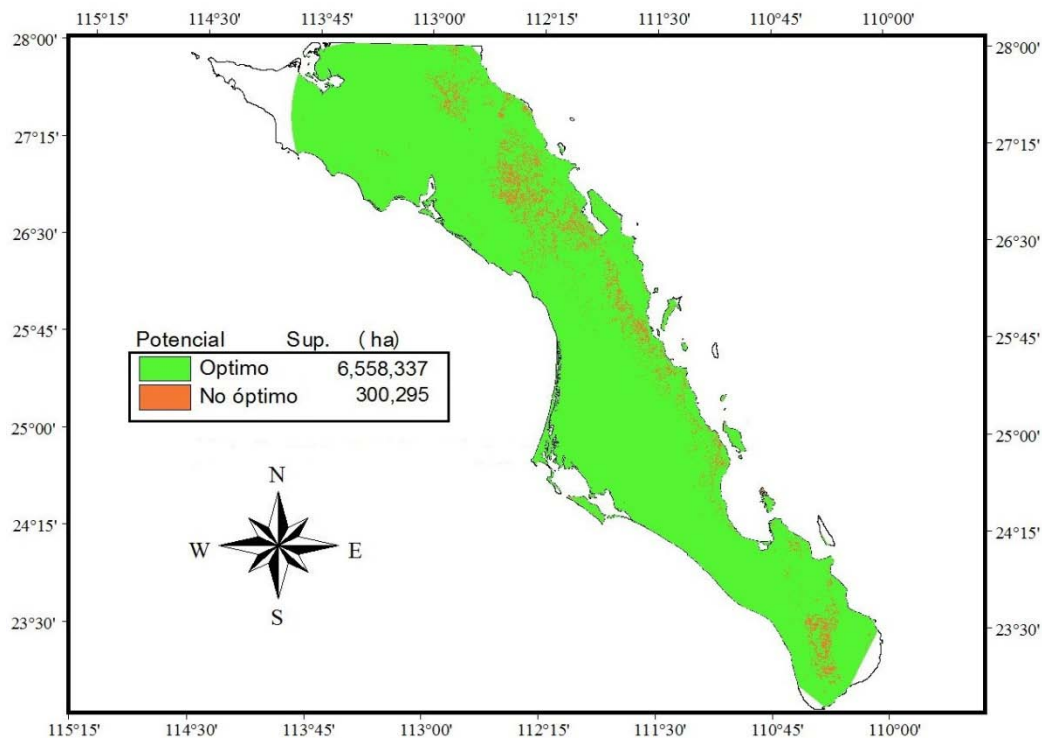 115°15' 114°30' 113°45' 113°00' 112°15' 111°30' 110°45' 110°00'
28°00' 28°00'
27°15' 27°15'
26°30' 26°30'
25°45' 25°45'
Potencial Sup. ( ha)
Optimo 6,558,337
No óptimo 300,295
25°00' 25°00'
N
24°15' 24°15'
W E
S
23°30' 23°30'
115°15' 114°30' 113°45' 113°00' 112°15' 111°30' 110°45' 110°00'